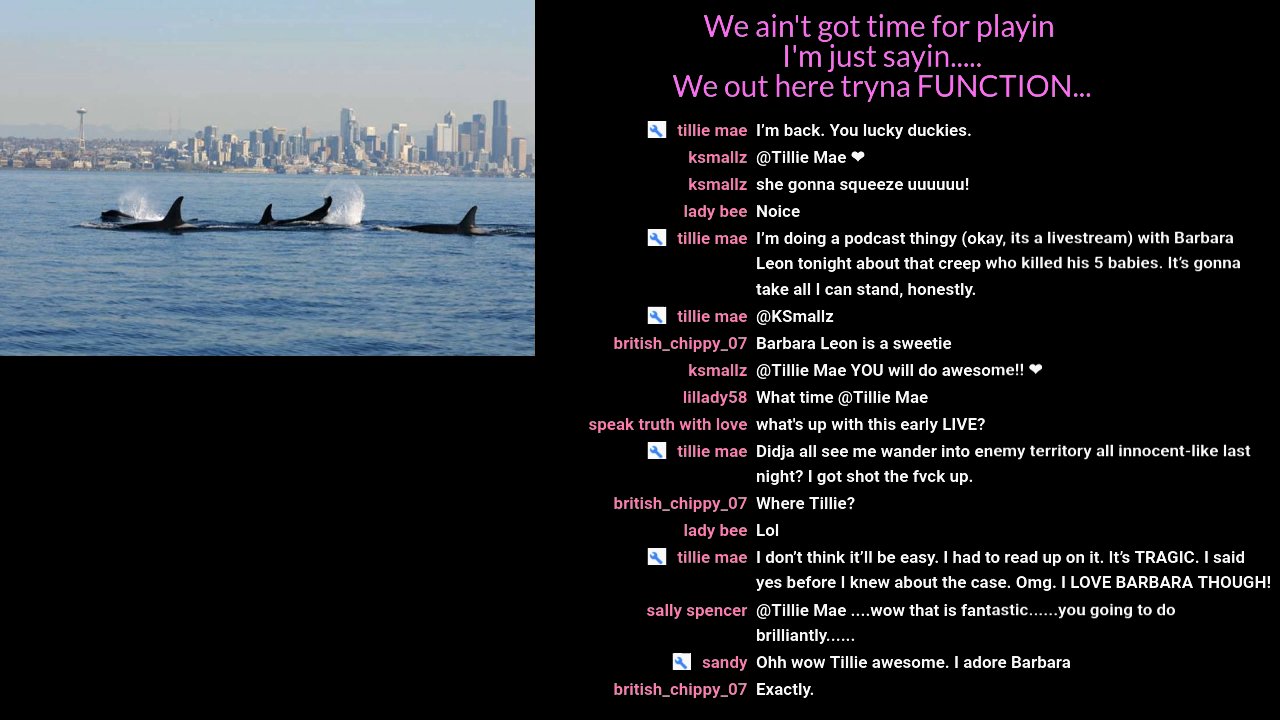 We ain't got time for playin
I'm just sayin.....
We out here tryna FUNCTION...
tillie mae I’m back. You lucky duckies.
ksmallz @Tillie Mae ❤
ksmallz she gonna squeeze uuuuuu!
lady bee Noice
tillie mae I’m doing a podcast thingy (okay, its a livestream) with Barbara
Leon tonight about that creep who killed his 5 babies. It’s gonna
take all I can stand, honestly.
tillie mae @KSmallz
british_chippy_07 Barbara Leon is a sweetie
ksmallz @Tillie Mae YOU will do awesome!! ❤
lillady58 What time @Tillie Mae
speak truth with love what's up with this early LIVE?
tillie mae Didja all see me wander into enemy territory all innocent-like last
night? I got shot the fvck up.
british_chippy_07 Where Tillie?
lady bee Lol
tillie mae I don’t think it’ll be easy. I had to read up on it. It’s TRAGIC. I said
yes before I knew about the case. Omg. I LOVE BARBARA THOUGH!
sally spencer @Tillie Mae ....wow that is fantastic......you going to do
brilliantly......
sandy Ohh wow Tillie awesome. I adore Barbara
british_chippy_07 Exactly.